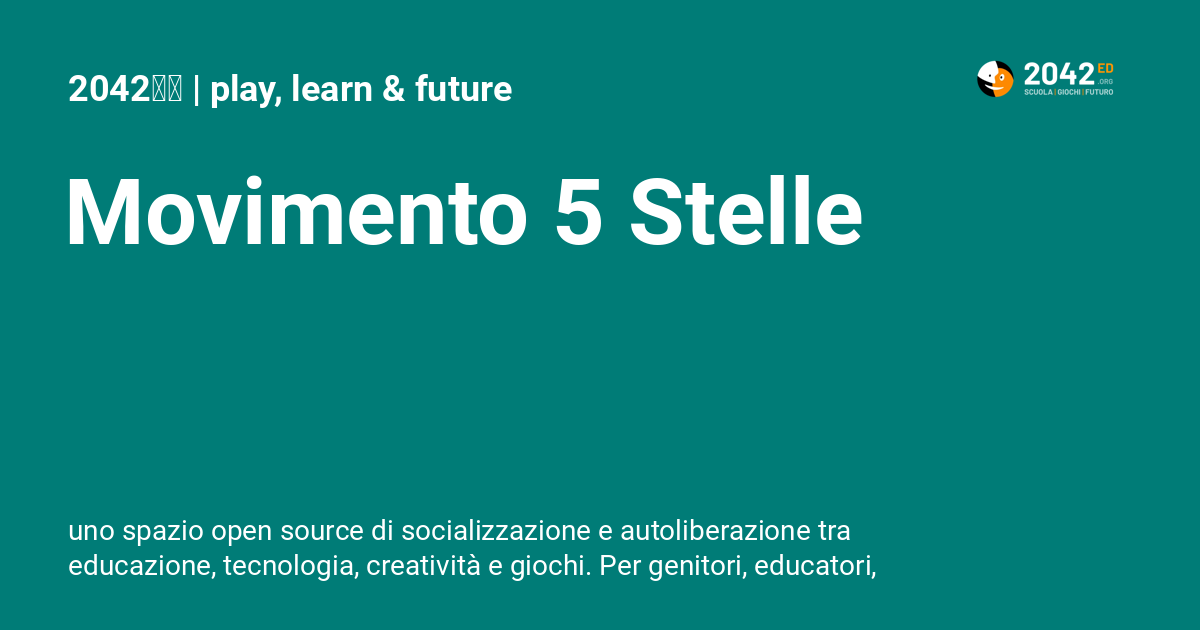 2042 | play, learn & future
2042 ED
.ORG
SCUOLA | GIOCHI | FUTURO
Movimento 5 Stelle
uno spazio open source di socializzazione e autoliberazione tra
educazione, tecnologia, creatività e giochi. Per genitori, educatori,